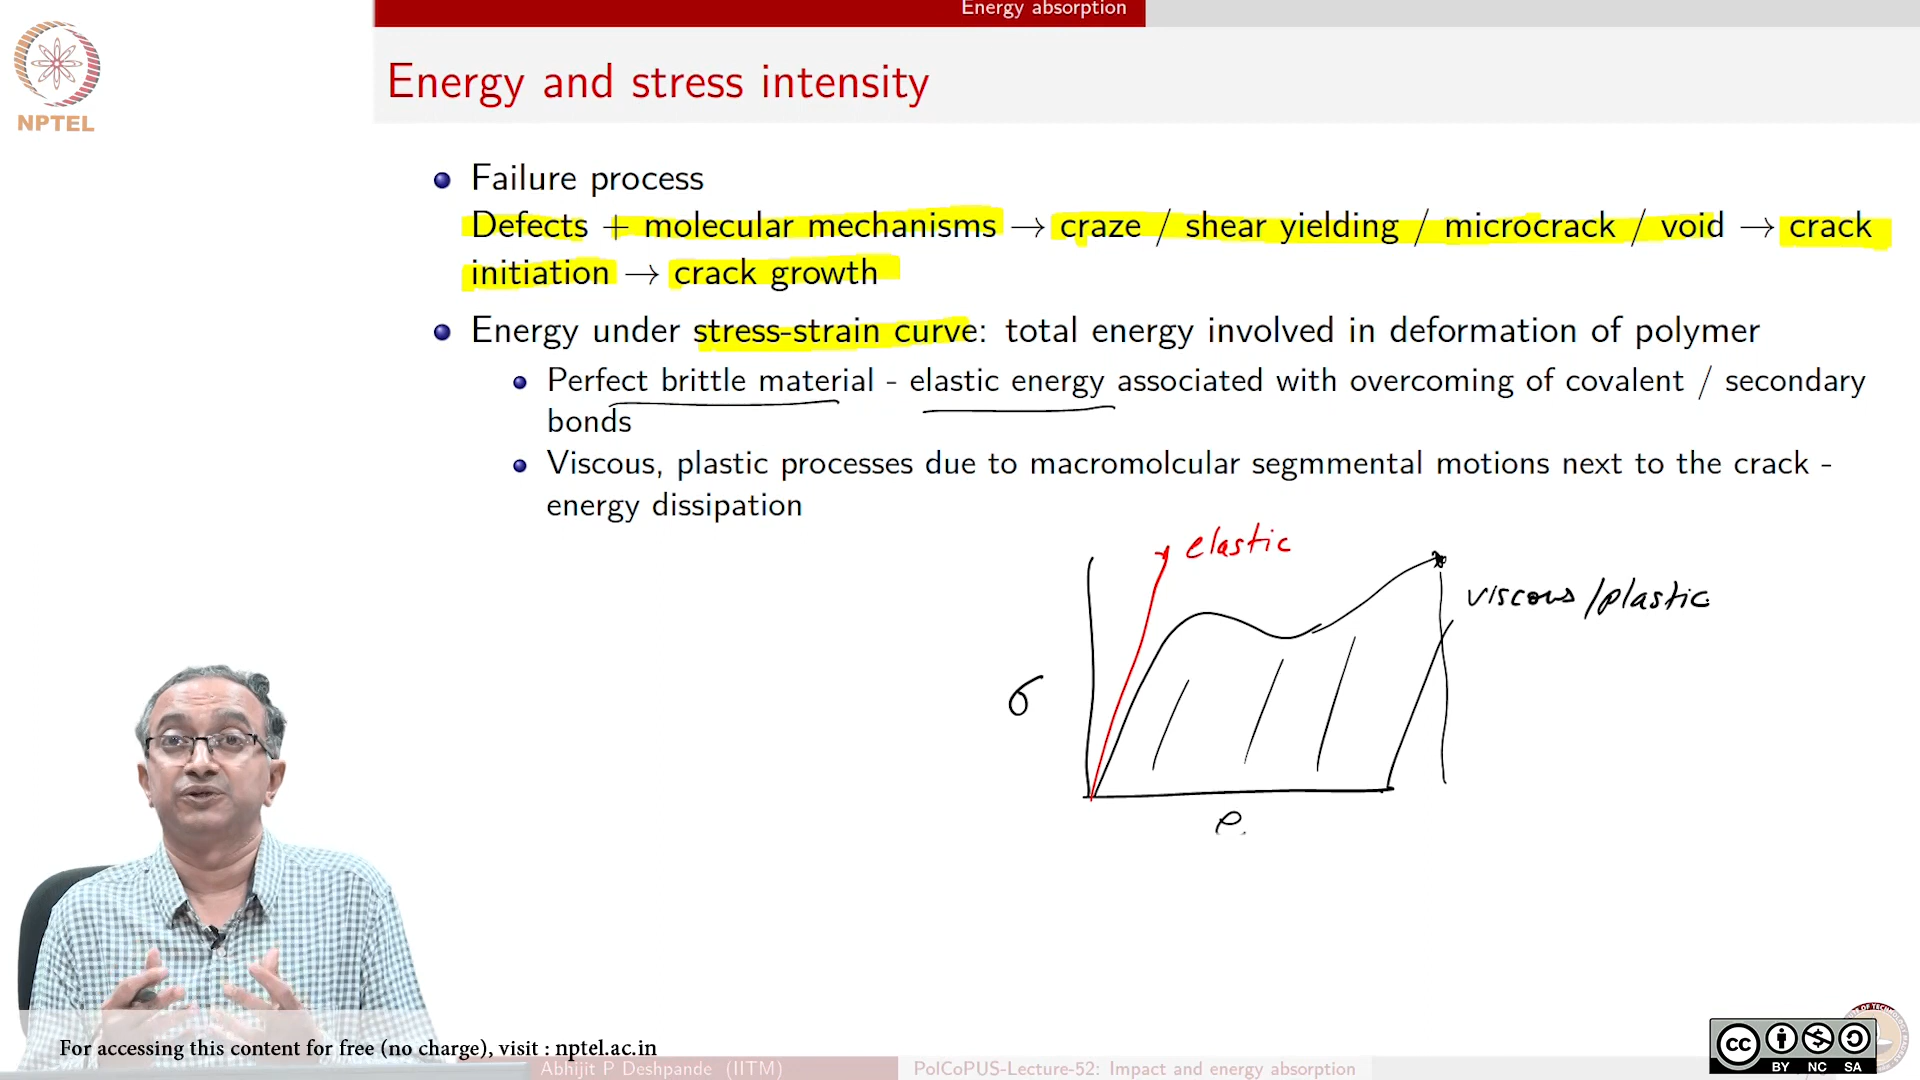 Energy absorption
Energy and stress intensity
NPTEL
Failure process
Defects + molecular mechanisms → craze / shear yielding / microcrack / void → crack
initiation → crack growth
Energy under stress-strain curve: total energy involved in deformation of polymer
Perfect brittle material - elastic energy associated with overcoming of covalent / secondary
bonds
Viscous, plastic processes due to macromolcular segmmental motions next to the crack -
energy dissipation
elastic
viscous/plastic
σ
e
For accessing this content for free (no charge), visit : nptel.ac.in
Abhijit P Deshpande (IITM)
PolCoPUS-Lecture-52: Impact and energy absorption
cc
BY NC SA